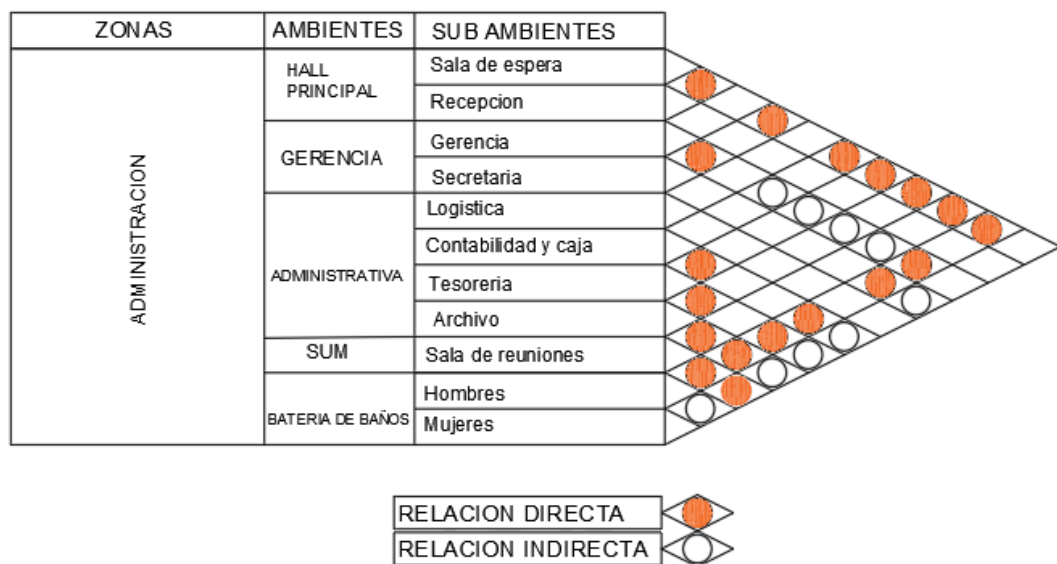 ZONAS AMBIENTES SUB AMBIENTES
ADMINISTRACION
HALL
PRINCIPAL
Sala de espera
Recepcion
GERENCIA
Gerencia
Secretaria
ADMINISTRATIVA
Logistica
Contabilidad y caja
Tesoreria
Archivo
SUM
Sala de reuniones
BATERIA DE BAÑOS
Hombres
Mujeres
RELACION DIRECTA
RELACION INDIRECTA